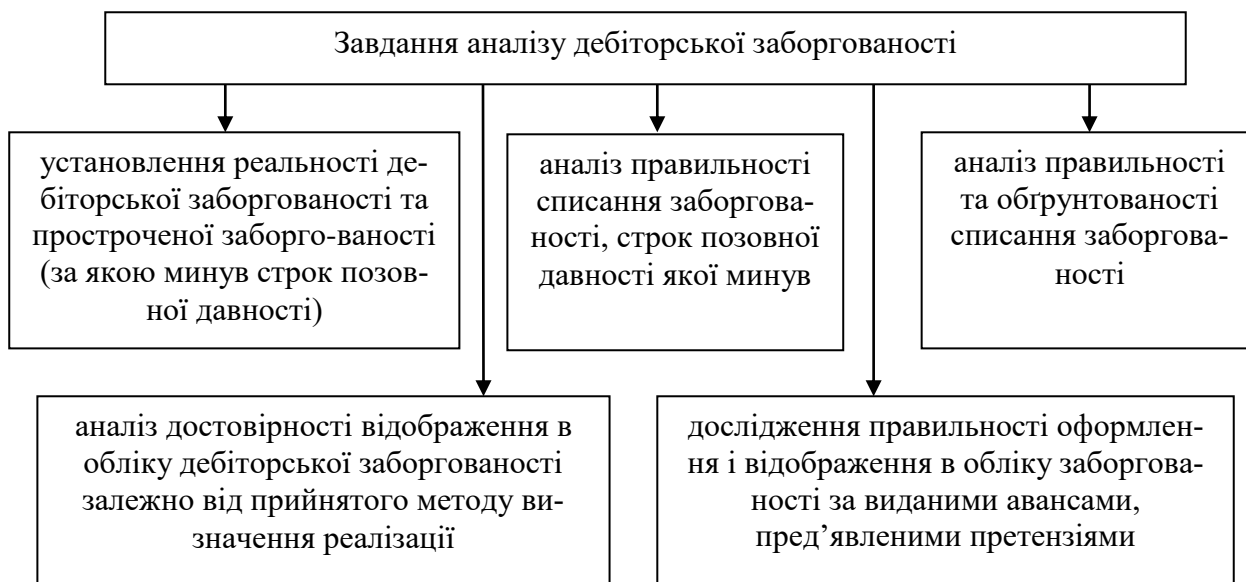 Завдання аналізу дебіторської заборгованості
установлення реальності де-
біторської заборгованості та
простроченої заборго-ваності
(за якою минув строк позов-
ної давності)
аналіз правильності
списання заборгова-
ності, строк позовної
давності якої минув
аналіз правильності
та обґрунтованості
списання заборгова-
ності
аналіз достовірності відображення в
обліку дебіторської заборгованості
залежно від прийнятого методу ви-
значення реалізації
дослідження правильності оформлен-
ня і відображення в обліку заборгова-
ності за виданими авансами,
пред’явленими претензіями